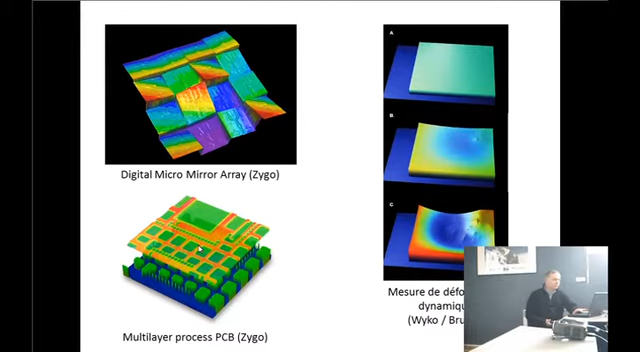 A.
B.
C.
Digital Micro Mirror Array (Zygo)
Multilayer process PCB (Zygo)
Mesure de défo
dynamiqu
(Wyko / Bru